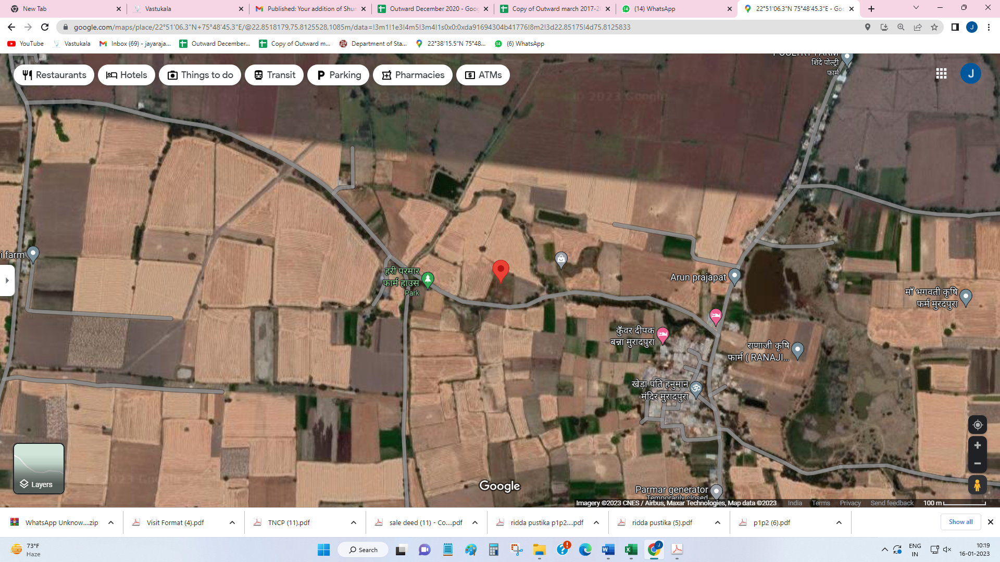 New Tab
Vastukala
Published: Your addition of Shu
Outward December 2020 - Goo
Copy of Outward march 2017-2
(14) WhatsApp
22°51'06.3"N 75°48'45.3"E - Goo
google.com/maps/place/22°51'06.3"N+75°48'45.3"E/@22.8518179,75.8125528,1085m/data=!3m1!1e3!4m5!3m4!1s0x0:0xda91694304b41776!8m2!3d22.85175!4d75.8125833
J
YouTube
Vastukala
Inbox (69) - jayaraja...
Outward December...
Copy of Outward m...
Department of Sta...
22°38'15.5"N 75°48...
(6) WhatsApp
POULTRY FARM
शिंदे पोल्ट्री
फार्म
Restaurants
Hotels
Things to do
Transit
Parking
Pharmacies
ATMs
J
© 2023 Google
i farm
हरी परमार
फार्म हाउस
Park
Arun prajapat
माँ भगवती कृषि
फर्म मुरदपुरा
कुँवर दीपक
बन्ना मुरादपुरा
राणाजी कृषि
फार्म ( RANAJI...
खेड़ा पति हनुमान
मंदिर मुरादपुरा
Layers
Google
Parmar generator
Temporarily closed
Imagery ©2023 CNES / Airbus, Maxar Technologies, Map data ©2023
India
Terms
Privacy
Send feedback
100 m
WhatsApp Unknow....zip
Visit Format (4).pdf
TNCP (11).pdf
sale deed (11) - Co....pdf
ridda pustika p1p2....pdf
ridda pustika (5).pdf
p1p2 (6).pdf
Show all
73°F
Haze
Search
J
ENG
IN
10:19
16-01-2023